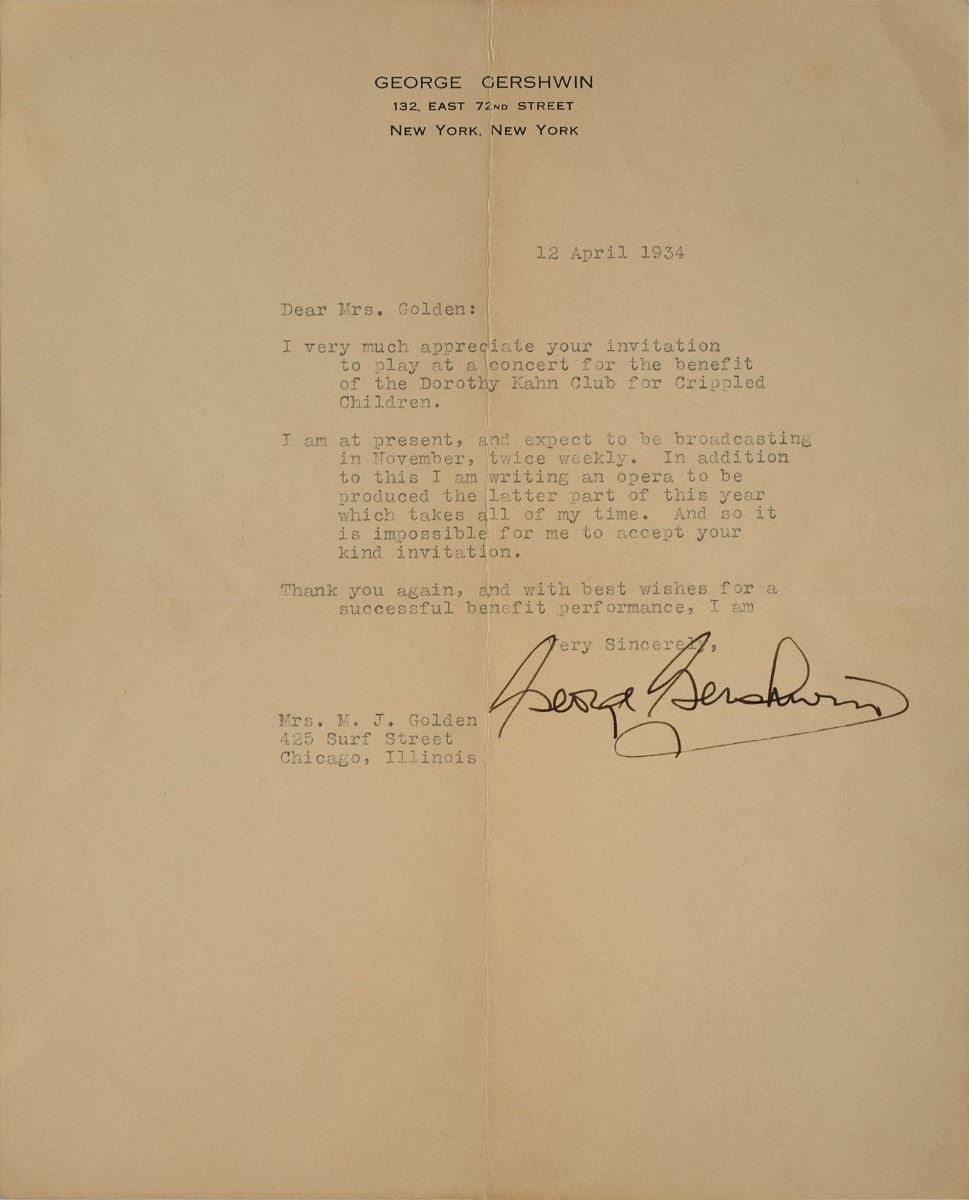 GEORGE GERSHWIN
132, EAST 72ND STREET
NEW YORK, NEW YORK
12 April 1934
Dear Mrs. Golden:
I very much appreciate your invitation
to play at a concert for the benefit
of the Dorothy Kahn Club for Crippled
Children.
I am at present, and expect to be broadcasting
in November, twice weekly. In addition
to this I am writing an opera to be
produced the latter part of this year
which takes all of my time. And so it
is impossible for me to accept your
kind invitation.
Thank you again, and with best wishes for a
successful benefit performance, I am
Very Sincerely,
George Gershwin
Mrs. M. J. Golden
425 Surf Street
Chicago, Illinois